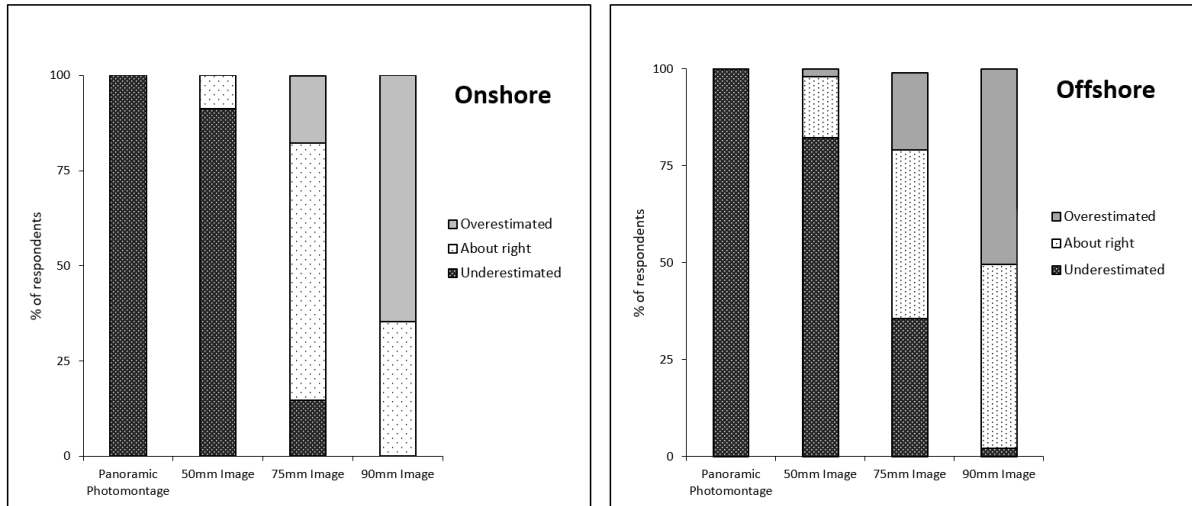 Onshore
% of respondents
100
75
50
25
0
Panoramic
Photomontage
50mm Image
75mm Image
90mm Image
Overestimated
About right
Underestimated
Offshore
% of respondents
100
75
50
25
0
Panoramic
Photomontage
50mm Image
75mm Image
90mm Image
Overestimated
About right
Underestimated